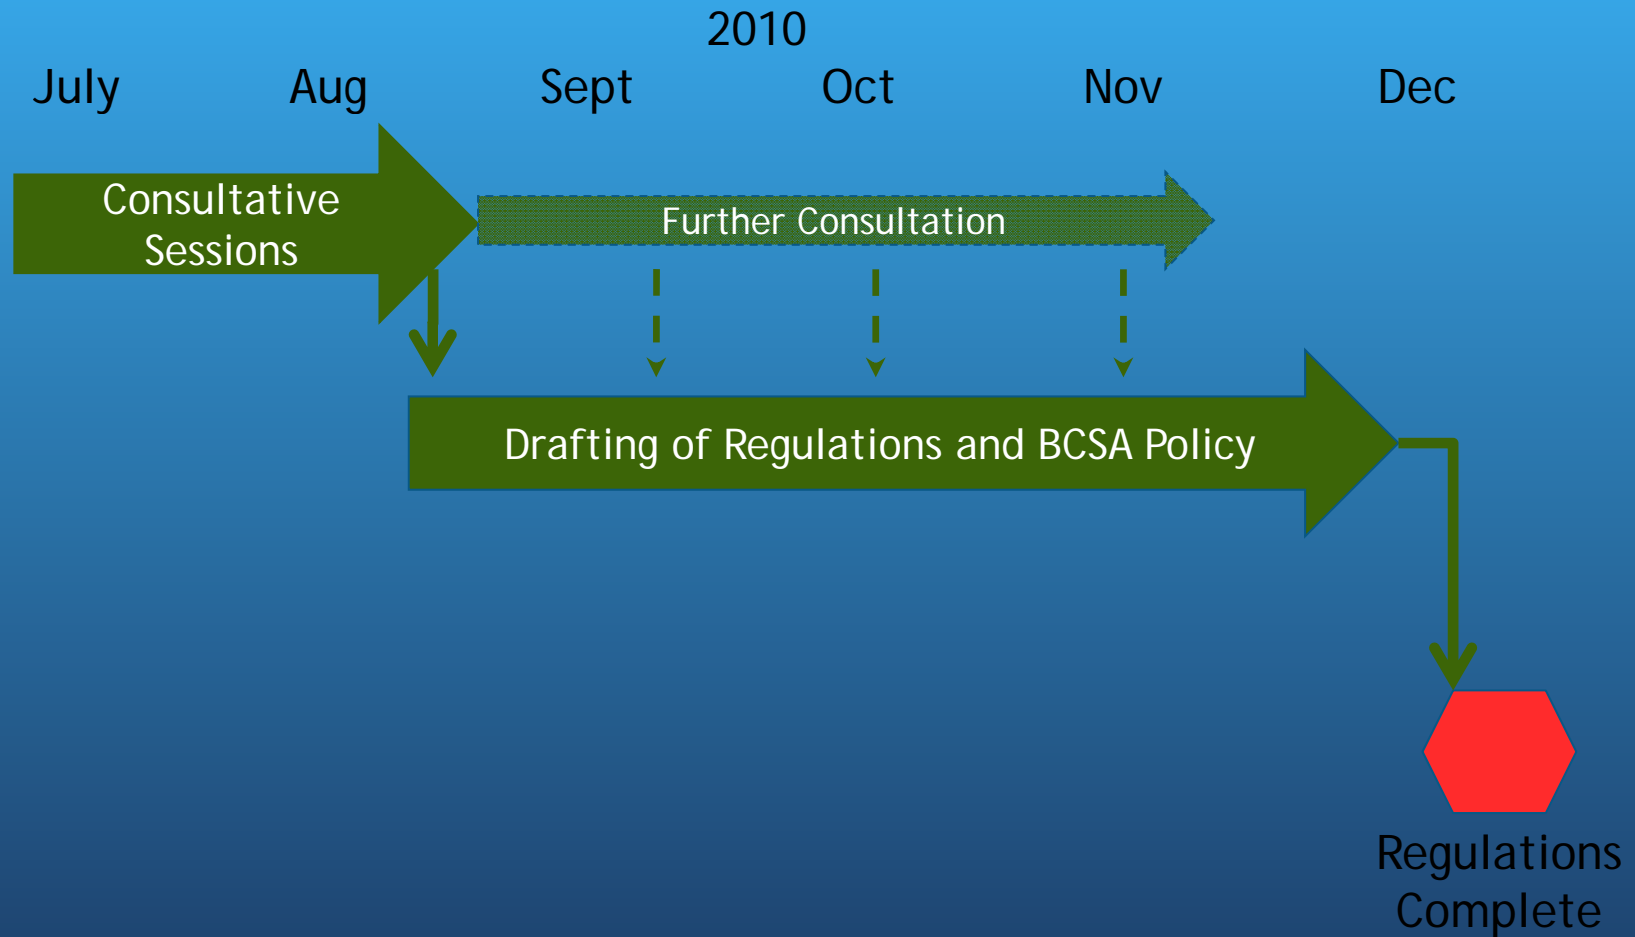 2010
July Aug Sept Oct Nov Dec
Consultative
Sessions
Further Consultation
Drafting of Regulations and BCSA Policy
Regulations
Complete